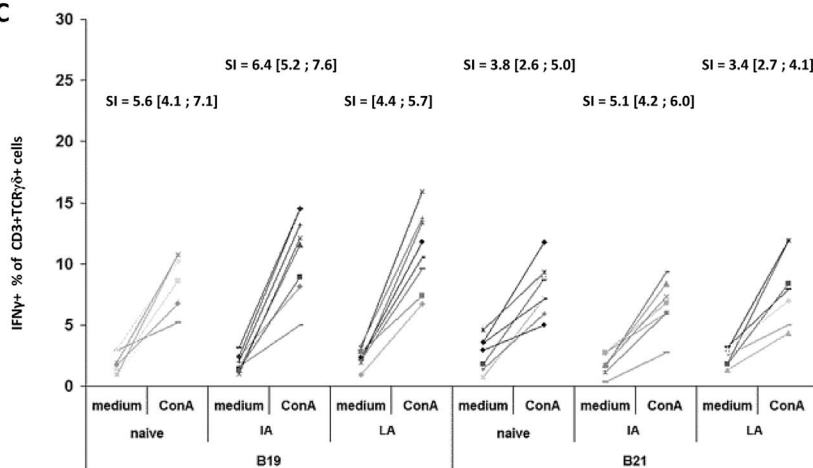 C
30
SI = 6.4 [5.2 ; 7.6]
SI = 3.8 [2.6 ; 5.0]
SI = 3.4 [2.7 ; 4.1]
25
SI = 5.6 [4.1 ; 7.1]
SI = [4.4 ; 5.7]
SI = 5.1 [4.2 ; 6.0]
20
15
10
5
0
IFNγ+ % of CD3+TCRγδ+ cells
medium ConA medium ConA medium ConA medium ConA medium ConA medium ConA
naive IA LA naive IA LA
B19 B21